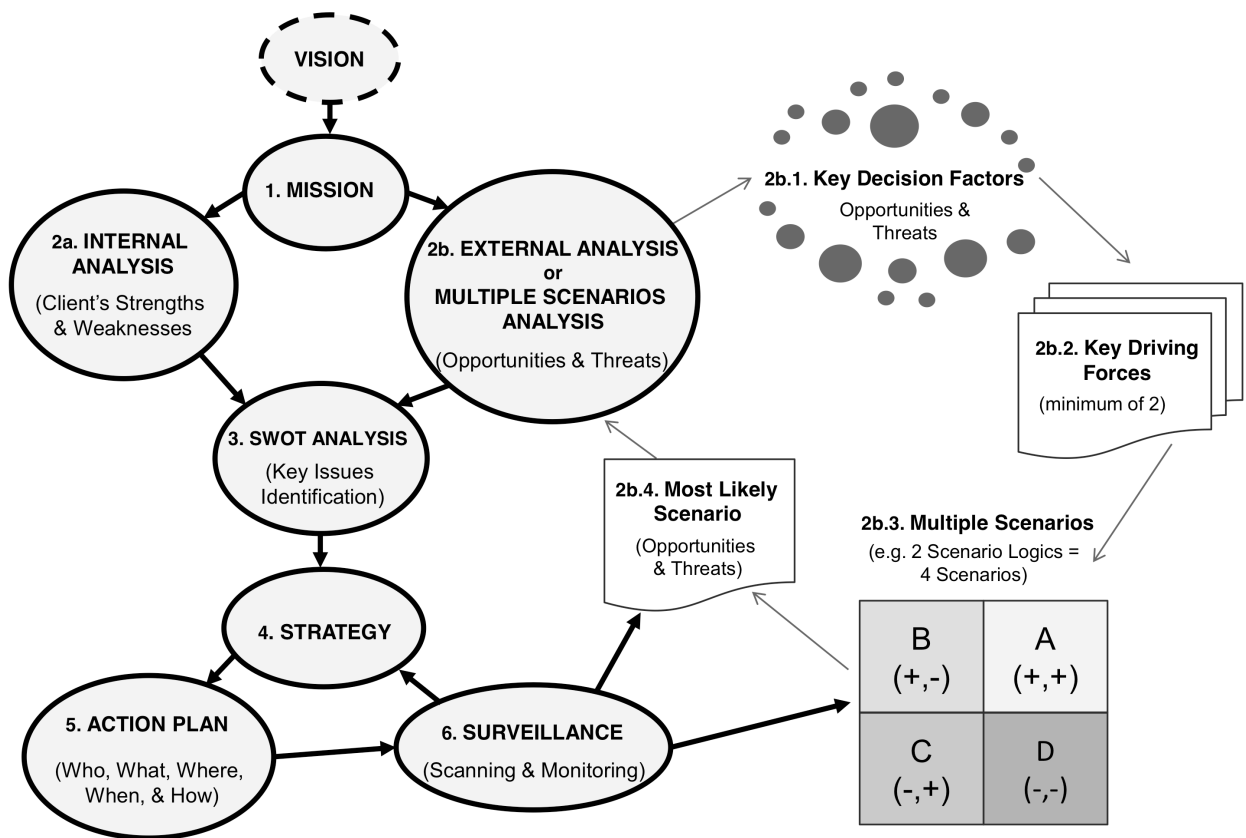 VISION
1. MISSION
2a. INTERNAL
ANALYSIS
(Client's Strengths
& Weaknesses
2b. EXTERNAL ANALYSIS
or
MULTIPLE SCENARIOS
ANALYSIS
(Opportunities & Threats)
2b.1. Key Decision Factors
Opportunities &
Threats
2b.2. Key Driving
Forces
(minimum of 2)
2b.3. Multiple Scenarios
(e.g. 2 Scenario Logics =
4 Scenarios)
B
(+,-)
A
(+,+)
C
(-,+)
D
(-,-)
2b.4. Most Likely
Scenario
(Opportunities
& Threats)
3. SWOT ANALYSIS
(Key Issues
Identification)
4. STRATEGY
5. ACTION PLAN
(Who, What, Where,
When, & How)
6. SURVEILLANCE
(Scanning & Monitoring)